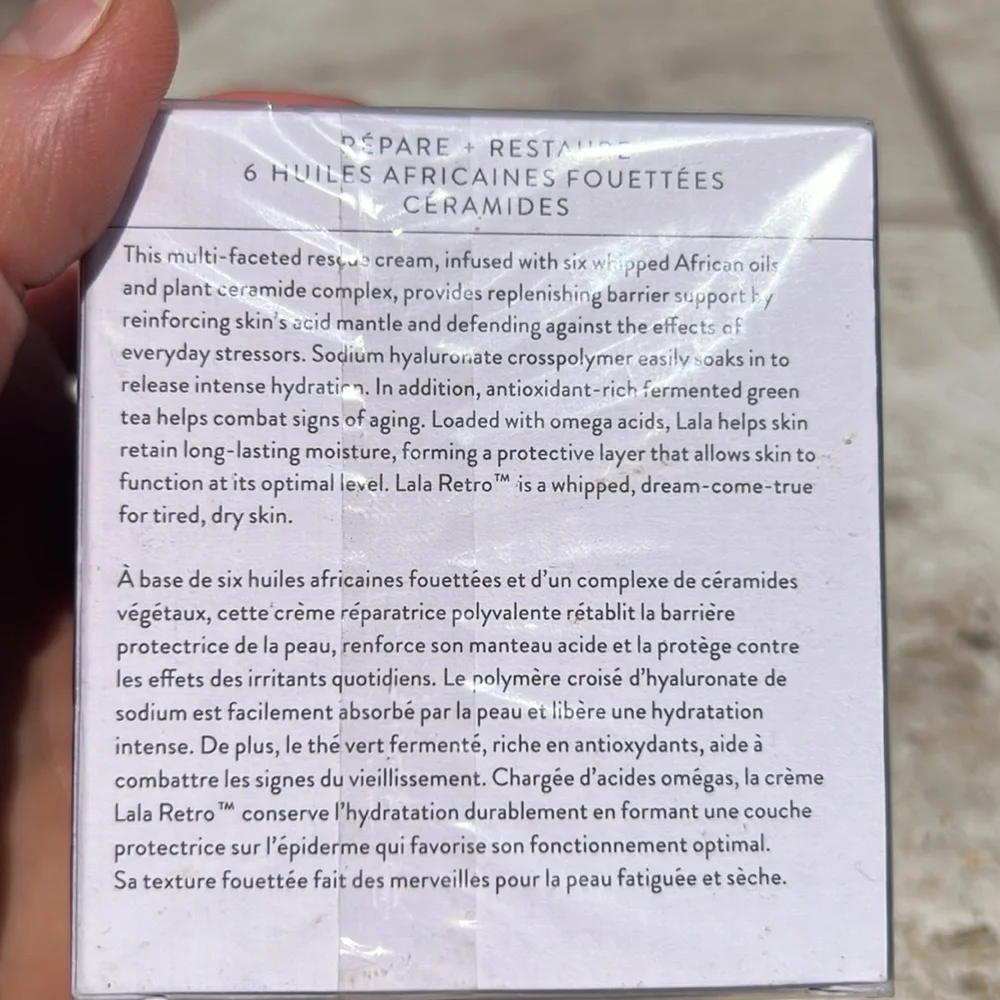 RÉPARE + RESTAURE
6 HUILES AFRICAINES FOUETTÉES
CÉRAMIDES
This multi-faceted rescue cream, infused with six whipped African oils
and plant ceramide complex, provides replenishing barrier support by
reinforcing skin's acid mantle and defending against the effects of
everyday stressors. Sodium hyaluronate crosspolymer easily soaks in to
release intense hydration. In addition, antioxidant-rich fermented green
tea helps combat signs of aging. Loaded with omega acids, Lala helps skin
retain long-lasting moisture, forming a protective layer that allows skin to
function at its optimal level. Lala Retro™ is a whipped, dream-come-true
for tired, dry skin.
À base de six huiles africaines fouettées et d'un complexe de céramides
végétaux, cette crème réparatrice polyvalente rétablit la barrière
protectrice de la peau, renforce son manteau acide et la protège contre
les effets des irritants quotidiens. Le polymère croisé d'hyaluronate de
sodium est facilement absorbé par la peau et libère une hydratation
intense. De plus, le thé vert fermenté, riche en antioxydants, aide à
combattre les signes du vieillissement. Chargée d'acides omégas, la crème
Lala Retro™ conserve l'hydratation durablement en formant une couche
protectrice sur l'épiderme qui favorise son fonctionnement optimal.
Sa texture fouettée fait des merveilles pour la peau fatiguée et sèche.